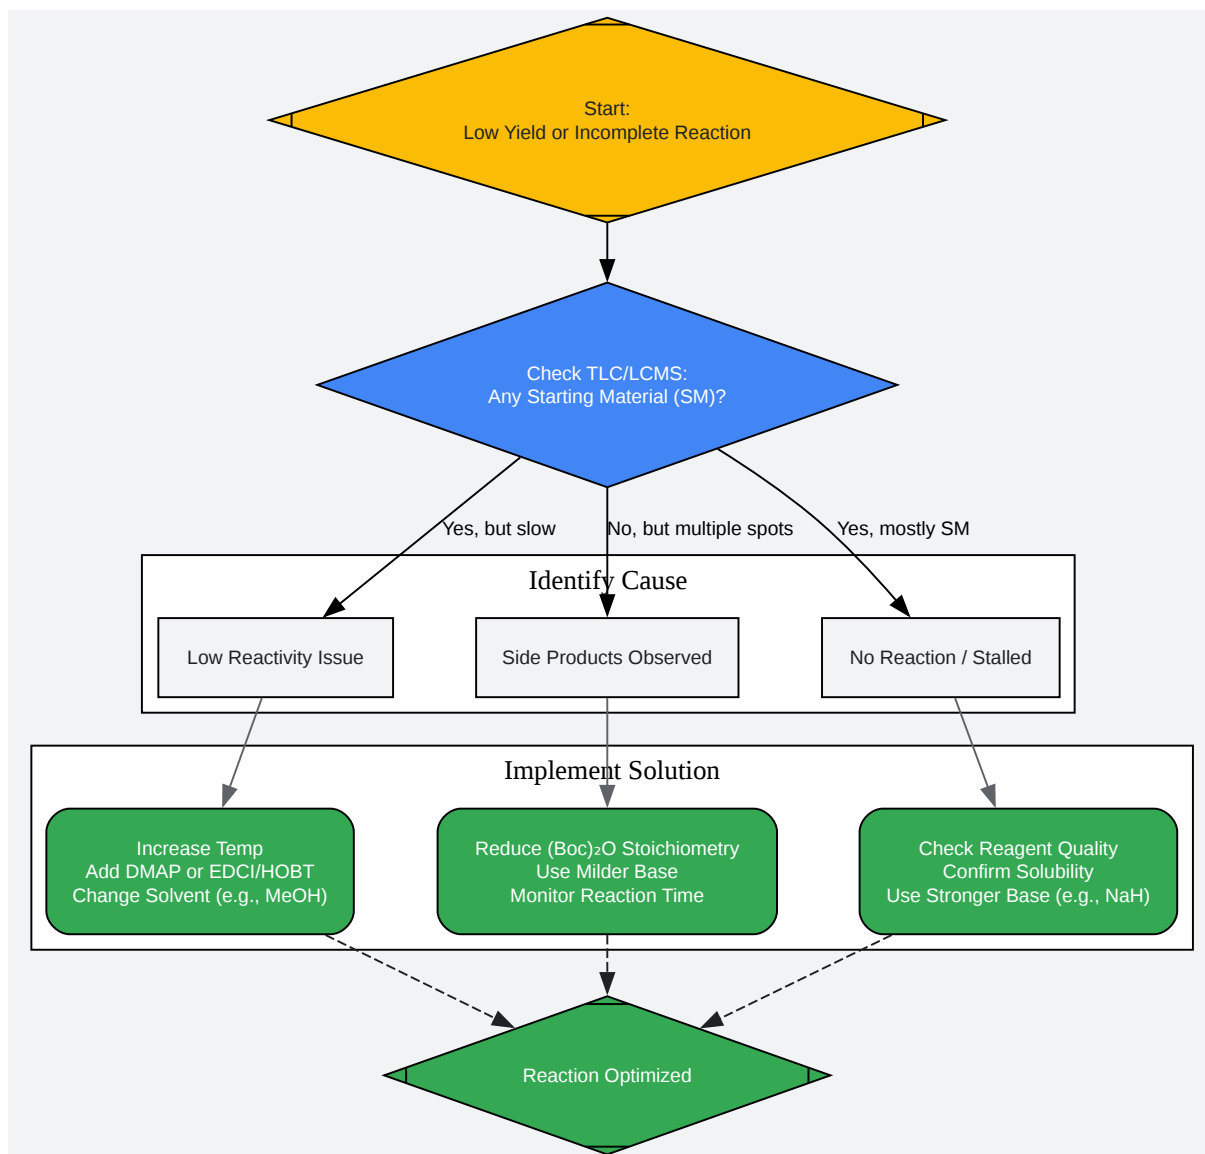 Start:
Low Yield or Incomplete Reaction
Check TLC/LCMS:
Any Starting Material (SM)?
Yes, but slow
No, but multiple spots
Yes, mostly SM
Identify Cause
Low Reactivity Issue
Side Products Observed
No Reaction / Stalled
Implement Solution
Increase Temp
Add DMAP or EDCI/HOBT
Change Solvent (e.g., MeOH)
Reduce (Boc)₂O Stoichiometry
Use Milder Base
Monitor Reaction Time
Check Reagent Quality
Confirm Solubility
Use Stronger Base (e.g., NaH)
Reaction Optimized